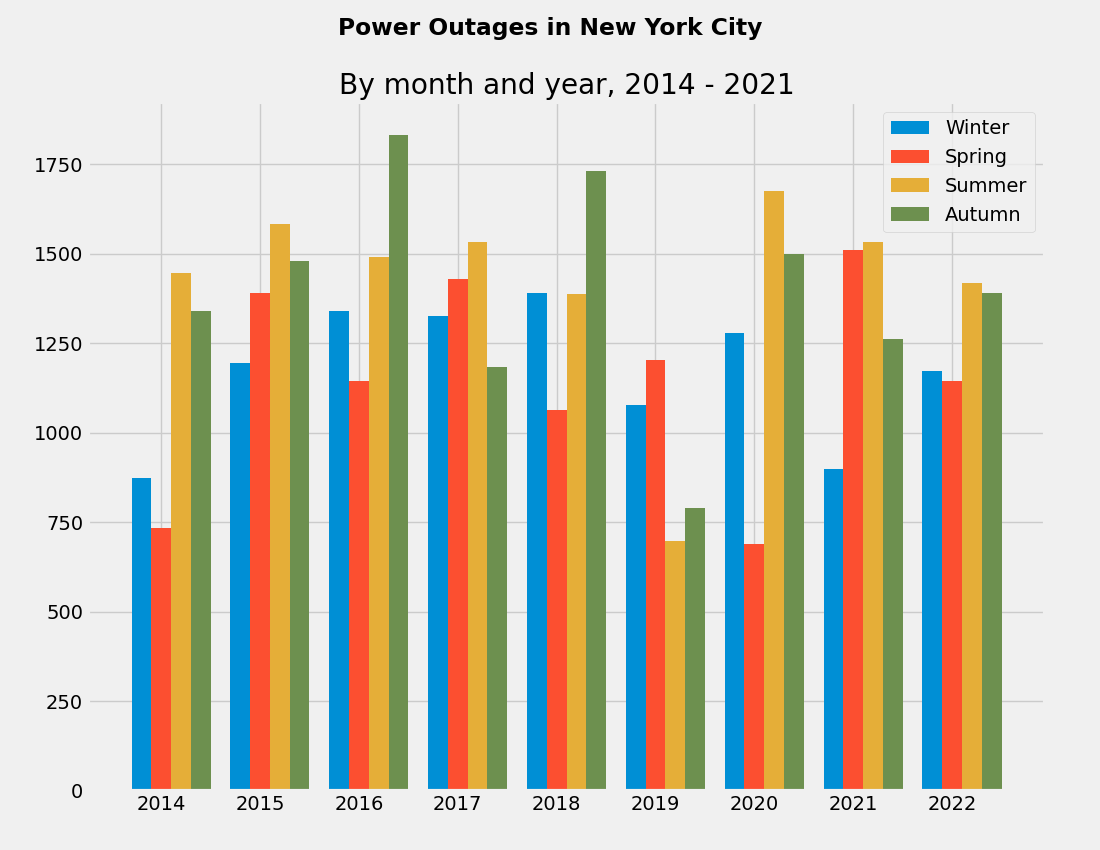 Power Outages in New York City
By month and year, 2014 - 2021
Winter
Spring
Summer
Autumn
1750
1500
1250
1000
750
500
250
0
2014 2015 2016 2017 2018 2019 2020 2021 2022